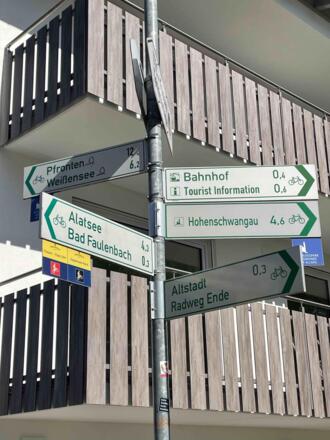 Pfronten 12
Weißensee 6,2
Bahnhof 0,4
i Tourist Information 0,6
Hohenschwangau 4,6
Alatsee 4,3
Bad Faulenbach 0,3
Altstadt 0,3
Radweg Ende